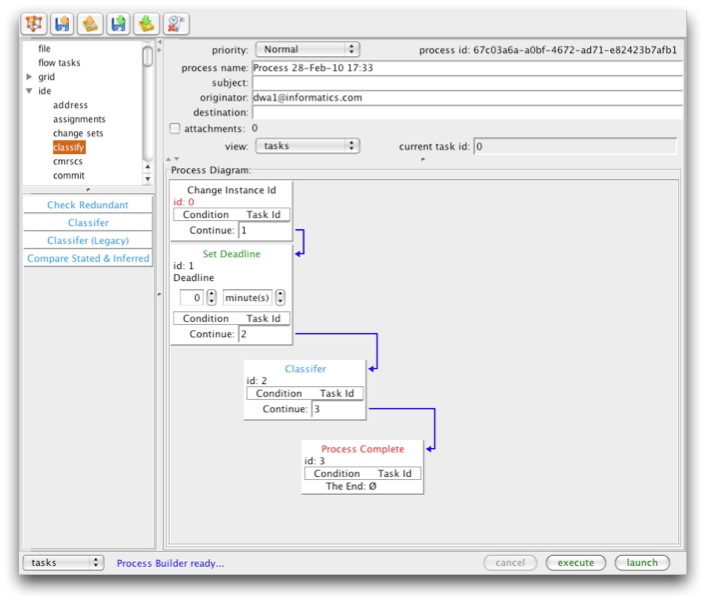 file
flow tasks
grid
ide
address
assignments
change sets
classify
cmrscs
commit
Check Redundant
Classifer
Classifer (Legacy)
Compare Stated & Inferred
priority: Normal process id: 67c03a6a-a0bf-4672-ad71-e82423b7afb1
process name: Process 28-Feb-10 17:33
subject:
originator: dwa1@informatics.com
destination:
attachments: 0
view: tasks current task id: 0
Process Diagram:
Change Instance Id
id: 0
Condition Task Id
Continue: 1
Set Deadline
id: 1
Deadline
0 minute(s)
Condition Task Id
Continue: 2
Classifer
id: 2
Condition Task Id
Continue: 3
Process Complete
id: 3
Condition Task Id
The End: Ø
tasks Process Builder ready... cancel execute launch